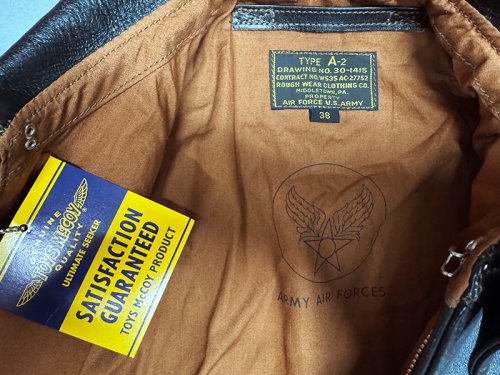 TYPE A-2
DRAWING NO. 30-1415
CONTRACT NO. W535 AC-27752
ROUGH WEAR CLOTHING CO.
MIDDLETOWN, PA.
PROPERTY
AIR FORCE U.S. ARMY
38
ARMY AIR FORCES
TOYS McCOY
QUALITY
ULTIMATE SEEKER
SATISFACTION
GUARANTEED
TOYS McCOY PRODUCT